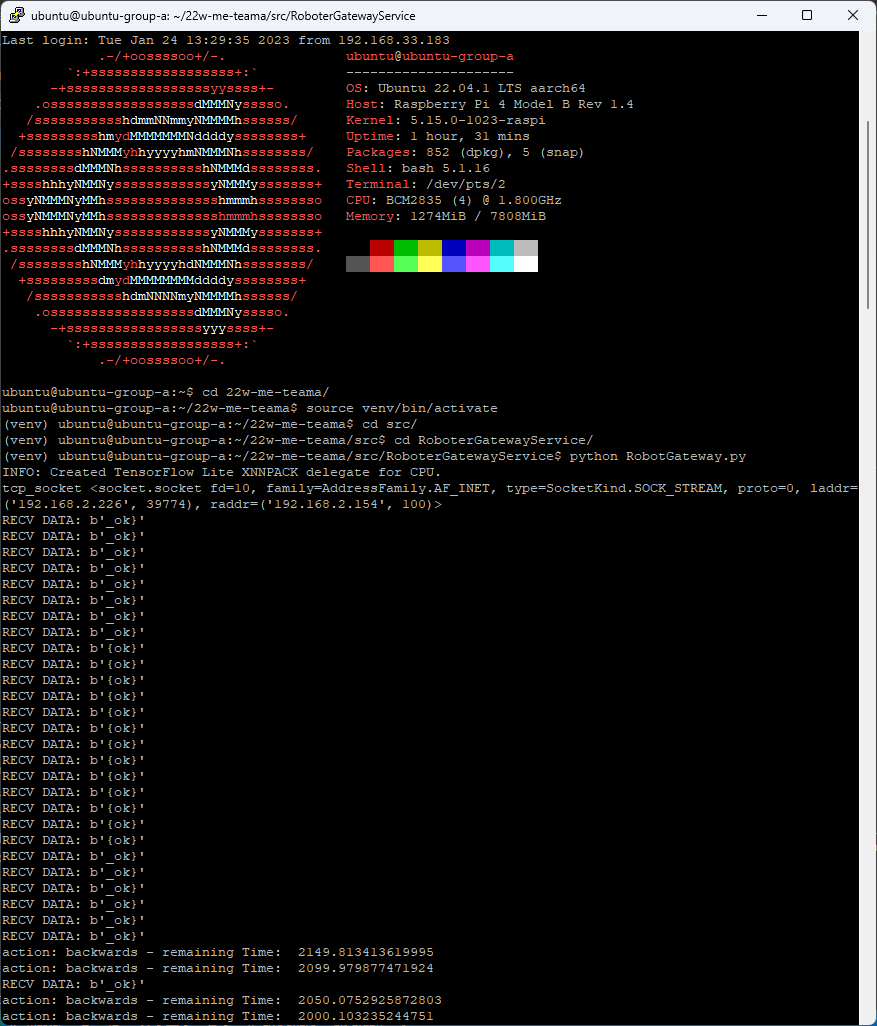 ubuntu@ubuntu-group-a: ~/22w-me-teama/src/RoboterGatewayService
Last login: Tue Jan 24 13:29:35 2023 from 192.168.33.183
            .-/+oossssoo+/-.               ubuntu@ubuntu-group-a
        `:+ssssssssssssssssss+:`           ---------------------
      -+ssssssssssssssssssyyssss+-         OS: Ubuntu 22.04.1 LTS aarch64
    .ossssssssssssssssssdMMMNysssso.       Host: Raspberry Pi 4 Model B Rev 1.4
   /ssssssssssshdmmNNmmyNMMMMhssssss/      Kernel: 5.15.0-1023-raspi
  +ssssssssshmydMMMMMMMNddddyssssssss+     Uptime: 1 hour, 31 mins
 /sssssssshNMMMyhhyyyyhmNMMMNhssssssss/    Packages: 852 (dpkg), 5 (snap)
.ssssssssdMMMNhsssssssssshNMMMdssssssss.   Shell: bash 5.1.16
+sssshhhyNMMNyssssssssssssyNMMMysssssss+   Terminal: /dev/pts/2
ossyNMMMNyMMhsssssssssssssshmmmhssssssso   CPU: BCM2835 (4) @ 1.800GHz
ossyNMMMNyMMhsssssssssssssshmmmhssssssso   Memory: 1274MiB / 7808MiB
+sssshhhyNMMNyssssssssssssyNMMMysssssss+
.ssssssssdMMMNhsssssssssshNMMMdssssssss.
 /sssssssshNMMMyhhyyyyhdNMMMNhssssssss/
  +sssssssssdmydMMMMMMMMddddyssssssss+
   /ssssssssssshdmNNNNmyNMMMMhssssss/
    .ossssssssssssssssssdMMMNysssso.
      -+sssssssssssssssssyyyssss+-
        `:+ssssssssssssssssss+:`
            .-/+oossssoo+/-.
ubuntu@ubuntu-group-a:~$ cd 22w-me-teama/
ubuntu@ubuntu-group-a:~/22w-me-teama$ source venv/bin/activate
(venv) ubuntu@ubuntu-group-a:~/22w-me-teama$ cd src/
(venv) ubuntu@ubuntu-group-a:~/22w-me-teama/src$ cd RoboterGatewayService/
(venv) ubuntu@ubuntu-group-a:~/22w-me-teama/src/RoboterGatewayService$ python RobotGateway.py
INFO: Created TensorFlow Lite XNNPACK delegate for CPU.
tcp_socket <socket.socket fd=10, family=AddressFamily.AF_INET, type=SocketKind.SOCK_STREAM, proto=0, laddr=
('192.168.2.226', 39774), raddr=('192.168.2.154', 100)>
RECV DATA: b'_ok}'
RECV DATA: b'_ok}'
RECV DATA: b'_ok}'
RECV DATA: b'_ok}'
RECV DATA: b'_ok}'
RECV DATA: b'_ok}'
RECV DATA: b'_ok}'
RECV DATA: b'_ok}'
RECV DATA: b'{ok}'
RECV DATA: b'{ok}'
RECV DATA: b'{ok}'
RECV DATA: b'{ok}'
RECV DATA: b'{ok}'
RECV DATA: b'{ok}'
RECV DATA: b'{ok}'
RECV DATA: b'{ok}'
RECV DATA: b'{ok}'
RECV DATA: b'{ok}'
RECV DATA: b'{ok}'
RECV DATA: b'{ok}'
RECV DATA: b'{ok}'
RECV DATA: b'_ok}'
RECV DATA: b'_ok}'
RECV DATA: b'_ok}'
RECV DATA: b'_ok}'
RECV DATA: b'_ok}'
RECV DATA: b'_ok}'
action: backwards - remaining Time:  2149.813413619995
action: backwards - remaining Time:  2099.979877471924
RECV DATA: b'_ok}'
action: backwards - remaining Time:  2050.0752925872803
action: backwards - remaining Time:  2000.103235244751